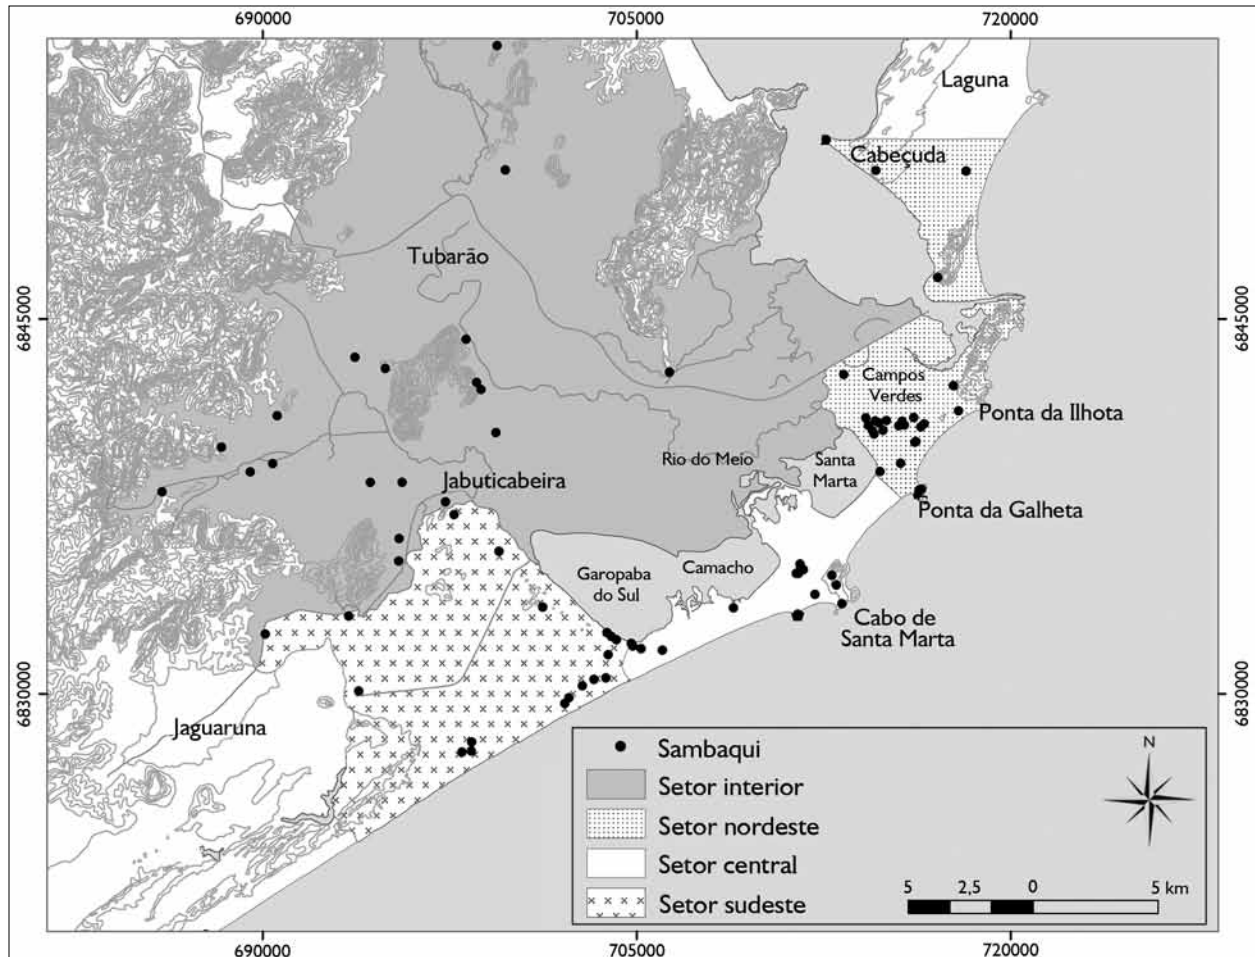 690000
705000
720000
Laguna
Cabeçuda
Tubarão
6845000
6845000
Campos
Verdes
Ponta da Ilhota
Rio do Meio
Santa
Marta
Jabuticabeira
Ponta da Galheta
Garopaba
do Sul
Camacho
Cabo de
Santa Marta
6830000
6830000
Jaguaruna
Sambaqui
Setor interior
Setor nordeste
Setor central
Setor sudeste
N
5 2,5 0 5 km
690000
705000
720000